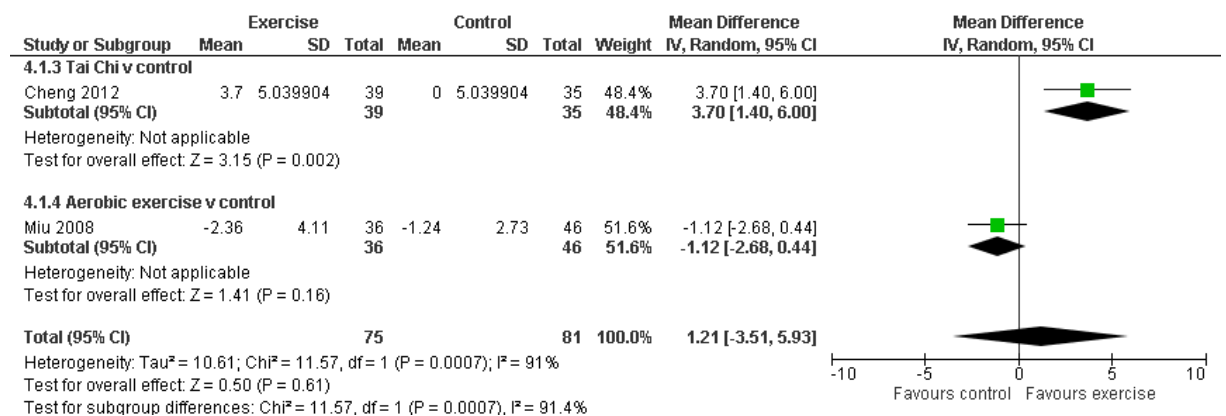 Exercise Control Mean Difference Mean Difference
Study or Subgroup Mean SD Total Mean SD Total Weight IV, Random, 95% CI IV, Random, 95% CI
4.1.3 Tai Chi v control
Cheng 2012 3.7 5.039904 39 0 5.039904 35 48.4% 3.70 [1.40, 6.00]
Subtotal (95% CI) 39 35 48.4% 3.70 [1.40, 6.00]
Heterogeneity: Not applicable
Test for overall effect: Z = 3.15 (P = 0.002)
4.1.4 Aerobic exercise v control
Miu 2008 -2.36 4.11 36 -1.24 2.73 46 51.6% -1.12 [-2.68, 0.44]
Subtotal (95% CI) 36 46 51.6% -1.12 [-2.68, 0.44]
Heterogeneity: Not applicable
Test for overall effect: Z = 1.41 (P = 0.16)
Total (95% CI) 75 81 100.0% 1.21 [-3.51, 5.93]
Heterogeneity: Tau² = 10.61; Chi² = 11.57, df = 1 (P = 0.0007); I² = 91%
Test for overall effect: Z = 0.50 (P = 0.61)
Test for subgroup differences: Chi² = 11.57, df = 1 (P = 0.0007), I² = 91.4%
-10 -5 0 5 10
Favours control Favours exercise